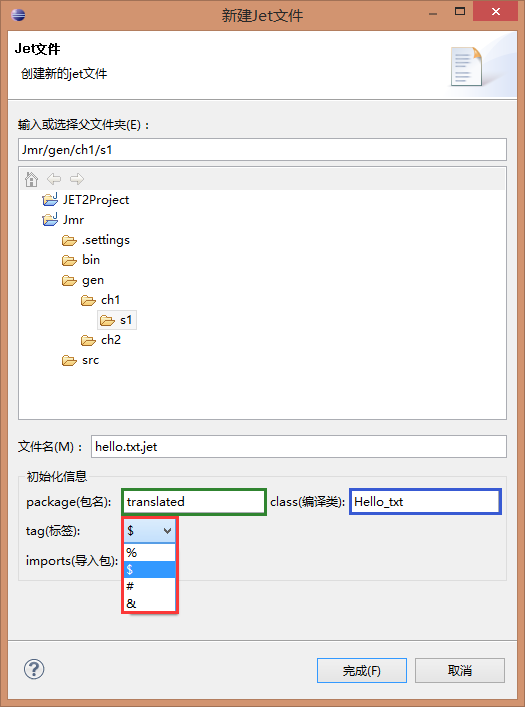 新建Jet文件
Jet文件
创建新的jet文件
输入或选择父文件夹(E)：
Jmr/gen/ch1/s1
JET2Project
Jmr
.settings
bin
gen
ch1
s1
ch2
src
文件名(M)： hello.txt.jet
初始化信息
package(包名): translated class(编译类): Hello_txt
tag(标签): $
%
$
imports(导入包):
#
&
? 完成(F) 取消